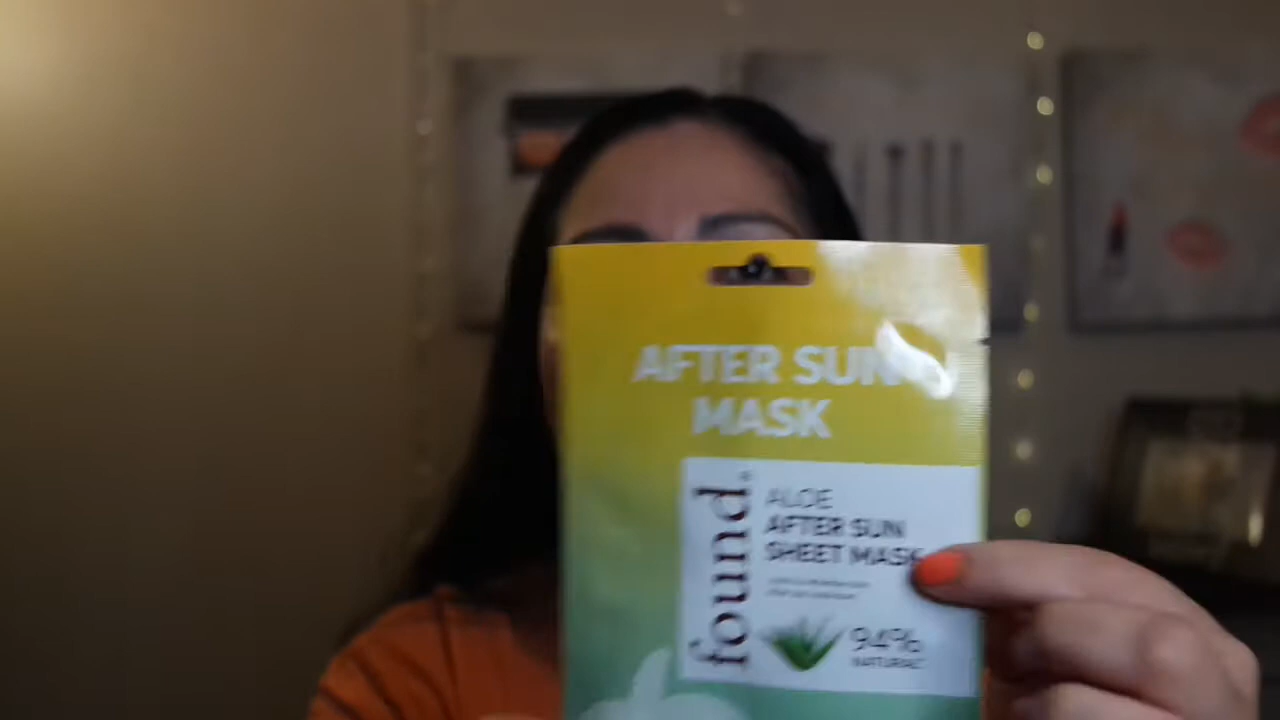 AFTER SUN
MASK
found.
ALOE
AFTER SUN
SHEET MASK
94%
NATURAL